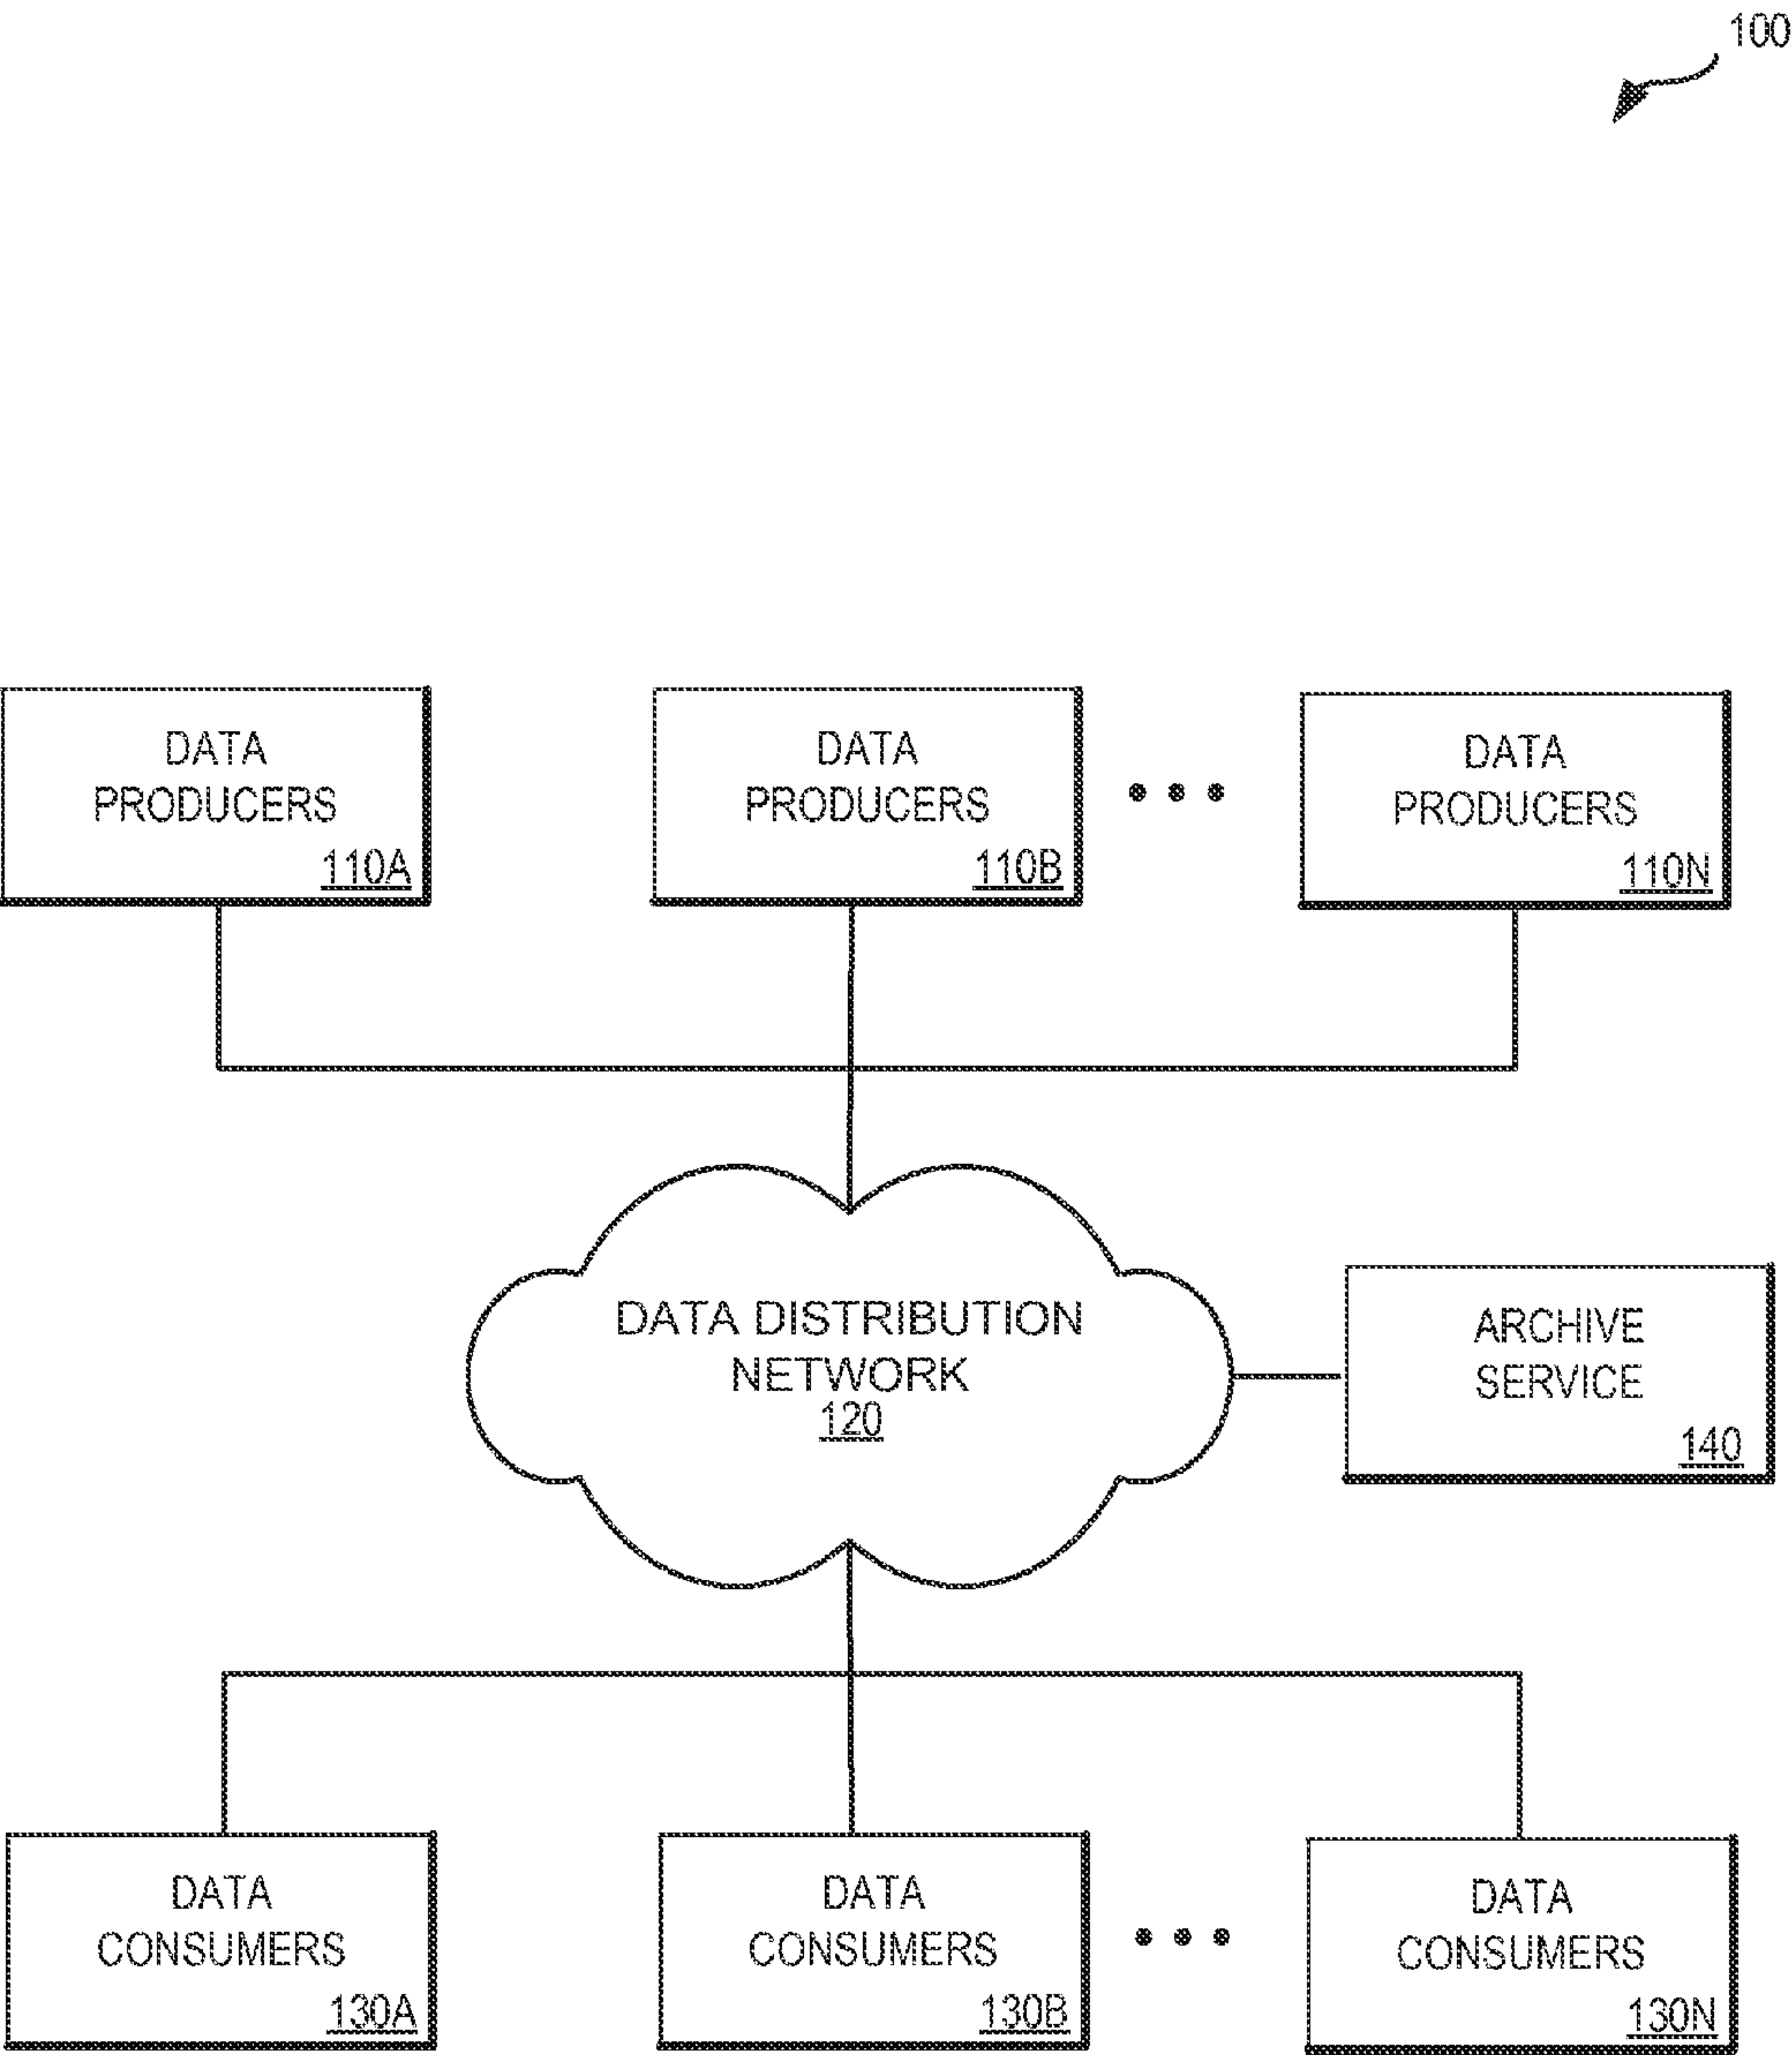 100
DATA
PRODUCERS
110A
DATA
PRODUCERS
110B
DATA
PRODUCERS
110N
DATA DISTRIBUTION
NETWORK
120
ARCHIVE
SERVICE
140
DATA
CONSUMERS
130A
DATA
CONSUMERS
130B
DATA
CONSUMERS
130N